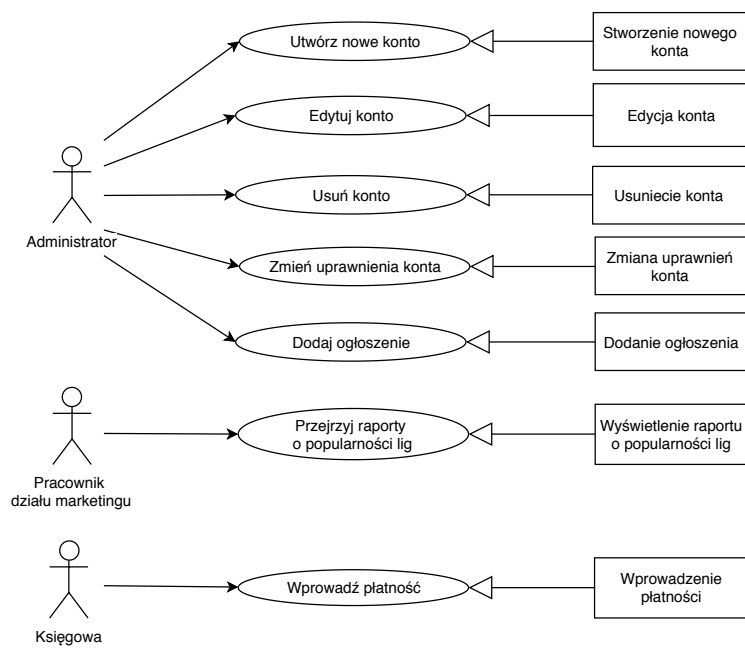 Utwórz nowe konto
Stworzenie nowego
konta
Edytuj konto
Edycja konta
Usuń konto
Usuniecie konta
Administrator
Zmień uprawnienia konta
Zmiana uprawnień
konta
Dodaj ogłoszenie
Dodanie ogłoszenia
Przejrzyj raporty
o popularności lig
Wyświetlenie raportu
o popularności lig
Pracownik
działu marketingu
Wprowadź płatność
Wprowadzenie
płatności
Księgowa